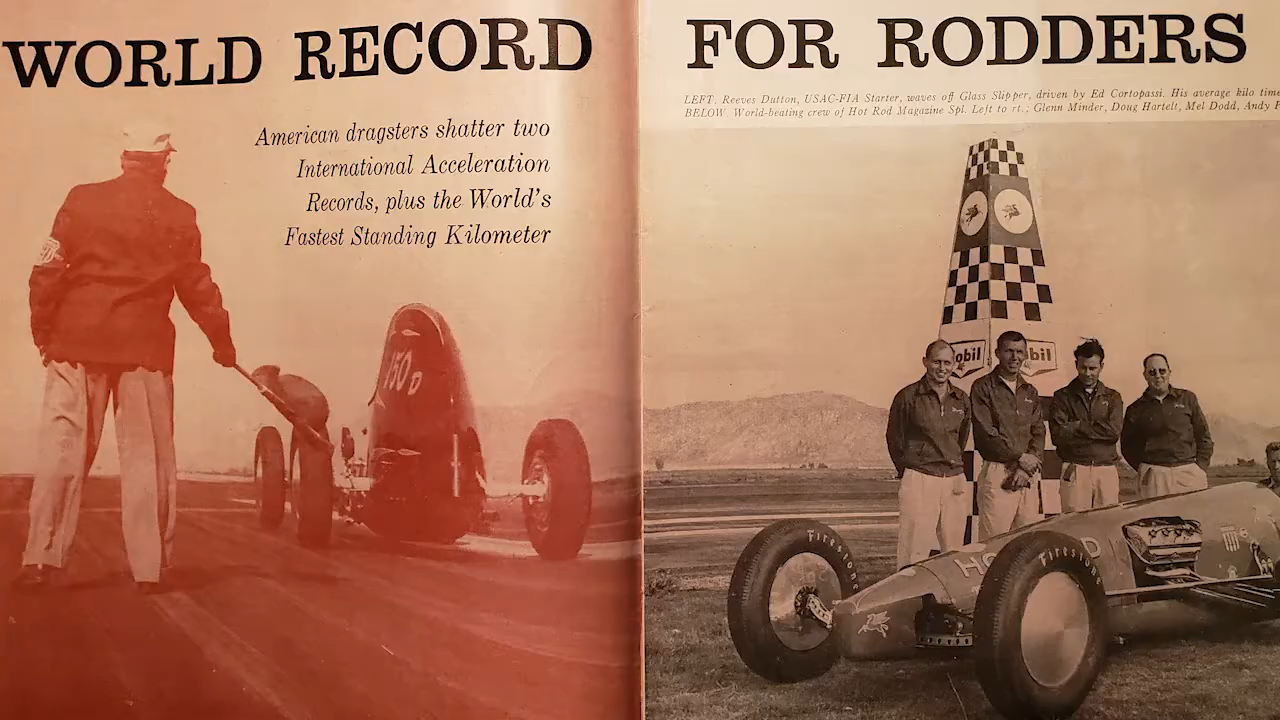 WORLD RECORD FOR RODDERS
American dragsters shatter two
International Acceleration
Records, plus the World's
Fastest Standing Kilometer
LEFT: Reeves Dutton, USAC-FIA Starter, waves off Glass Slipper, driven by Ed Cortopassi. His average kilo time
BELOW. World-beating crew of Hot Rod Magazine Spl. Left to rt.; Glenn Minder, Doug Hartelt, Mel Dodd, Andy
150 D
obil
bil
Firestone
Firestone
HO
D